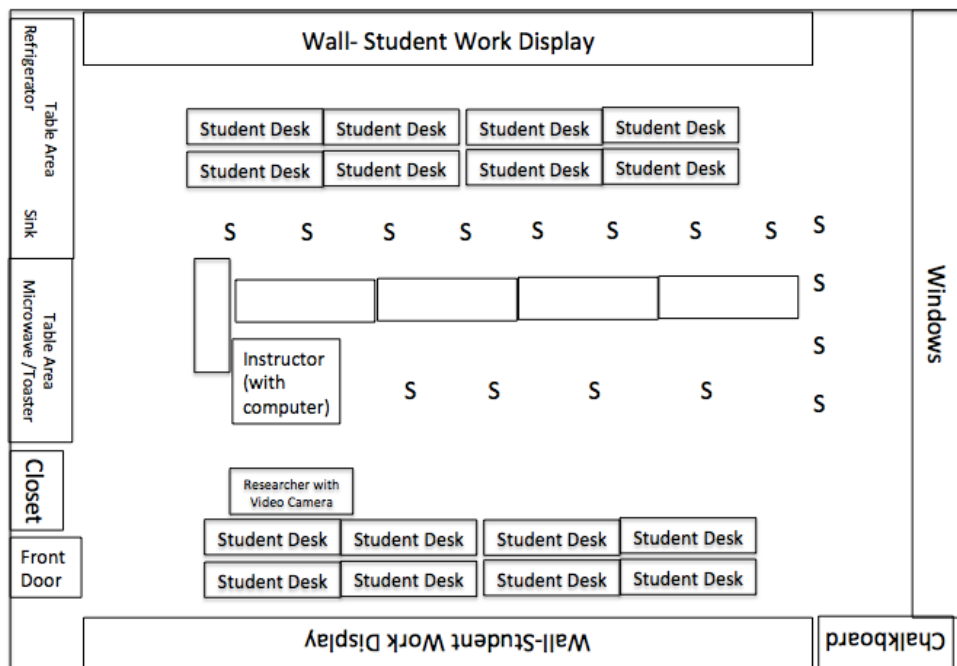 Wall- Student Work Display
Refrigerator
Table Area
Sink
Student Desk Student Desk Student Desk Student Desk
Student Desk Student Desk Student Desk Student Desk
S S S S S S S S S
S
Table Area
Microwave /Toaster
Windows
Instructor
(with
computer)
S
S S S S S
Closet
Researcher with
Video Camera
Front
Door
Student Desk Student Desk Student Desk Student Desk
Student Desk Student Desk Student Desk Student Desk
Wall-Student Work Display
Chalkboard